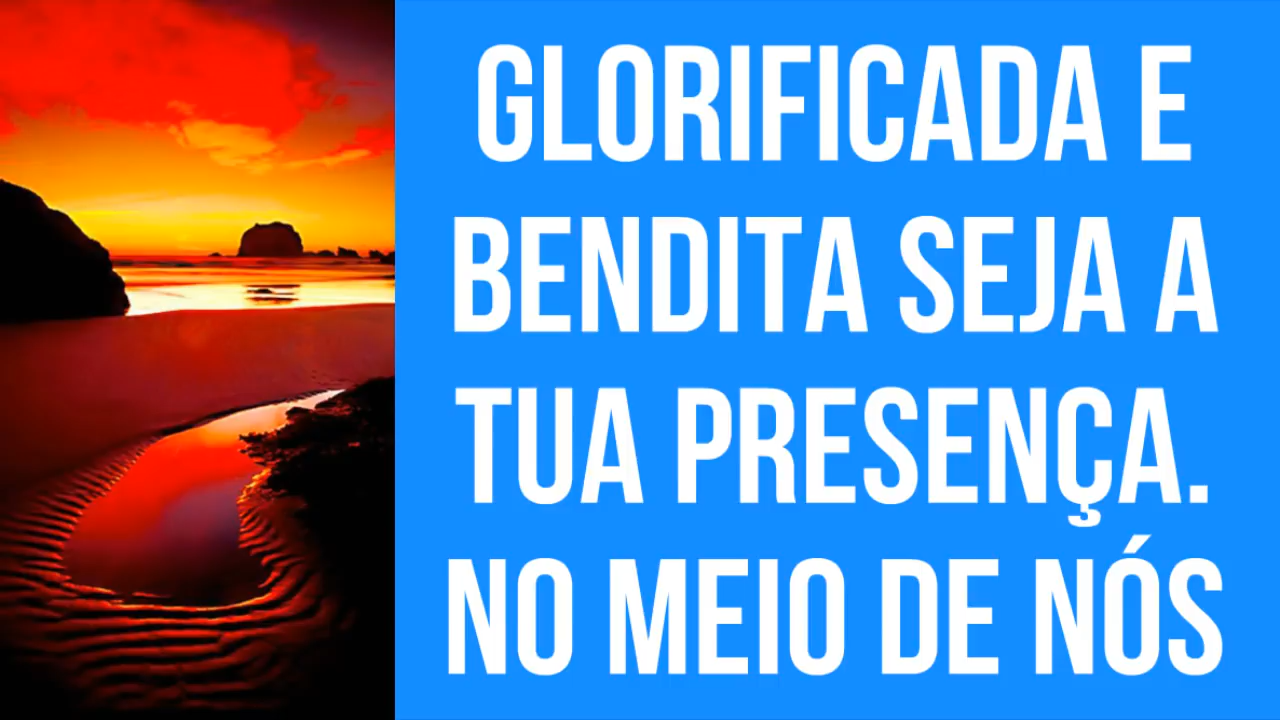 GLORIFICADA E
BENDITA SEJA A
TUA PRESENÇA.
NO MEIO DE NÓS